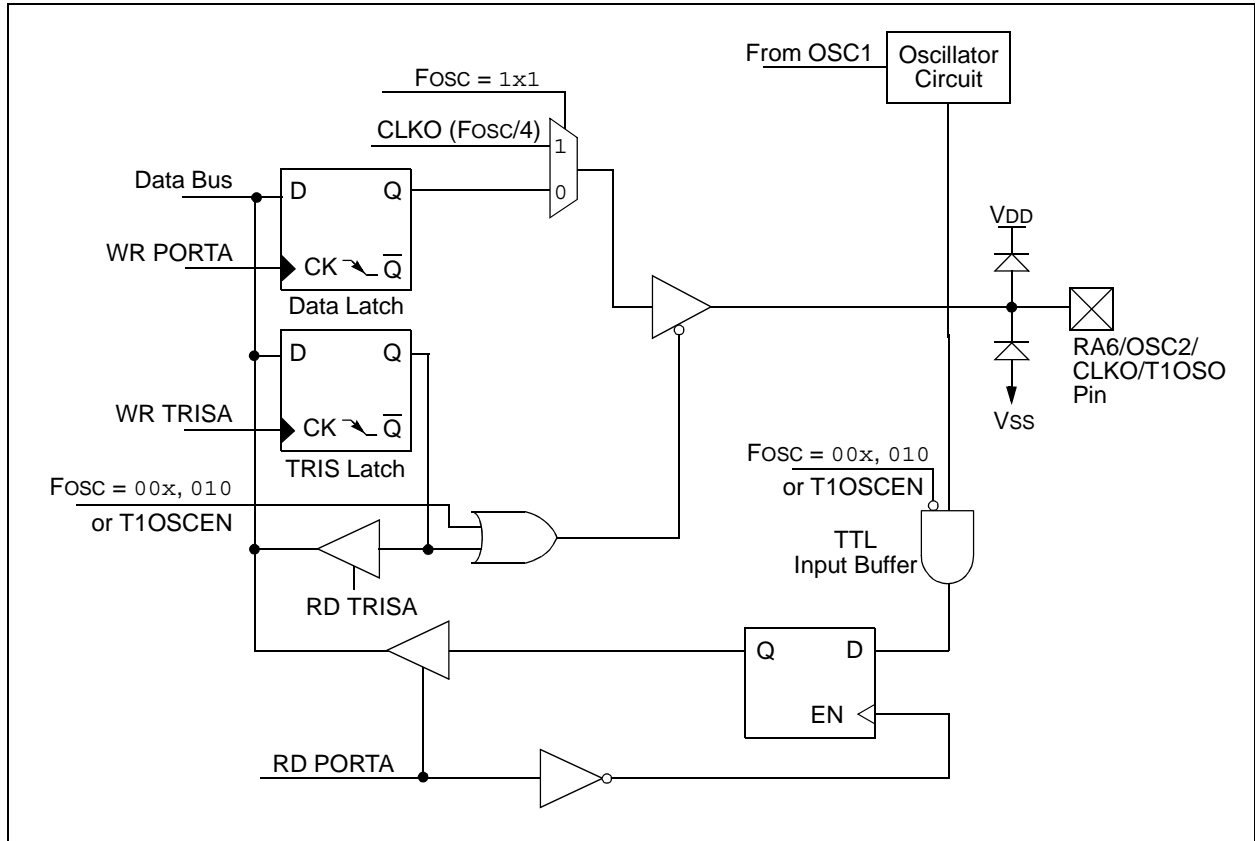 From OSC1
Oscillator
Circuit
FOSC = 1x1
CLKO (FOSC/4)
1
0
Data Bus
D
Q
WR PORTA
CK
Q̅
Data Latch
VDD
RA6/OSC2/
CLKO/T1OSO
Pin
VSS
D
Q
WR TRISA
CK
Q̅
TRIS Latch
FOSC = 00x, 010
or T1OSCEN
FOSC = 00x, 010
or T1OSCEN
TTL
Input Buffer
RD TRISA
Q
D
EN
RD PORTA